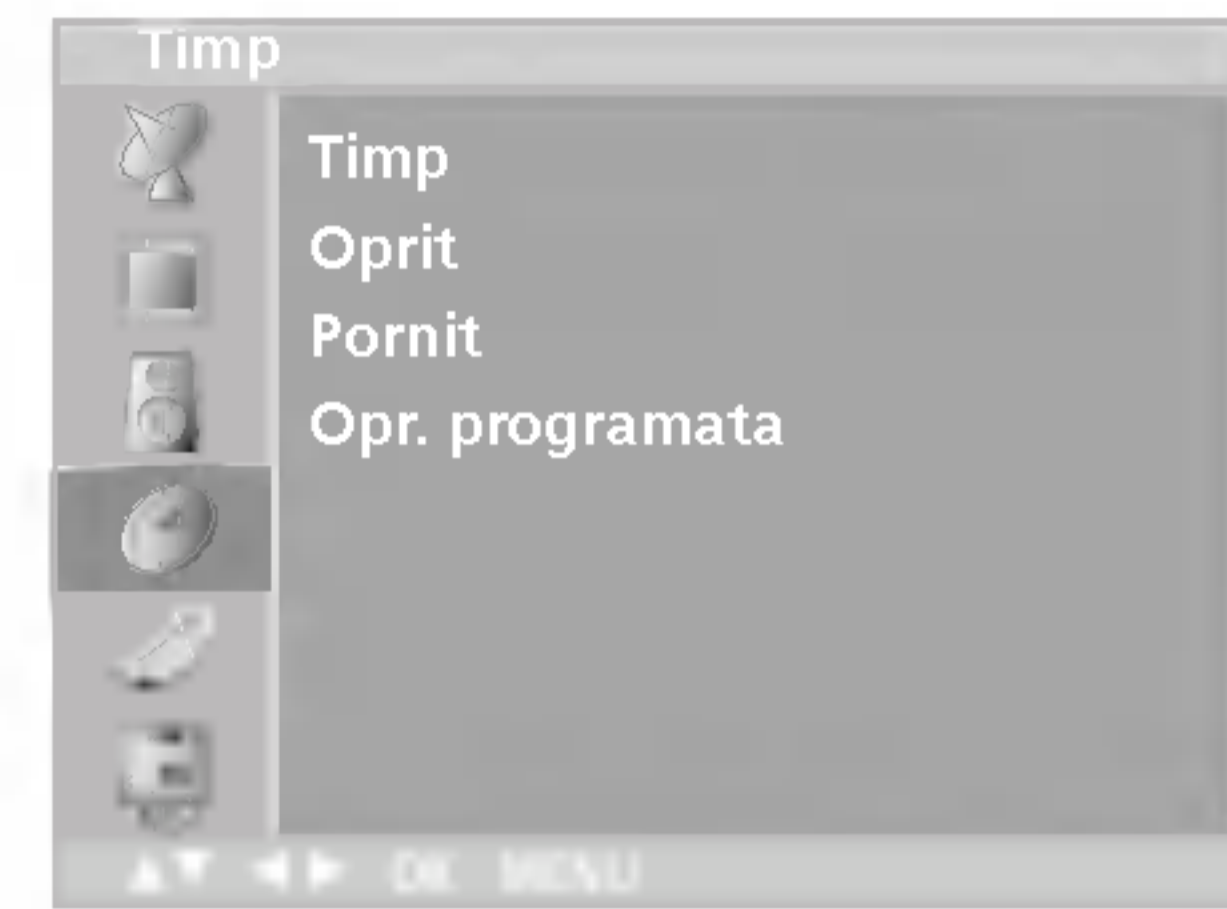 Timp
Timp
Oprit
Pornit
Opr. programata
▲▼ ◀▶ OK MENU